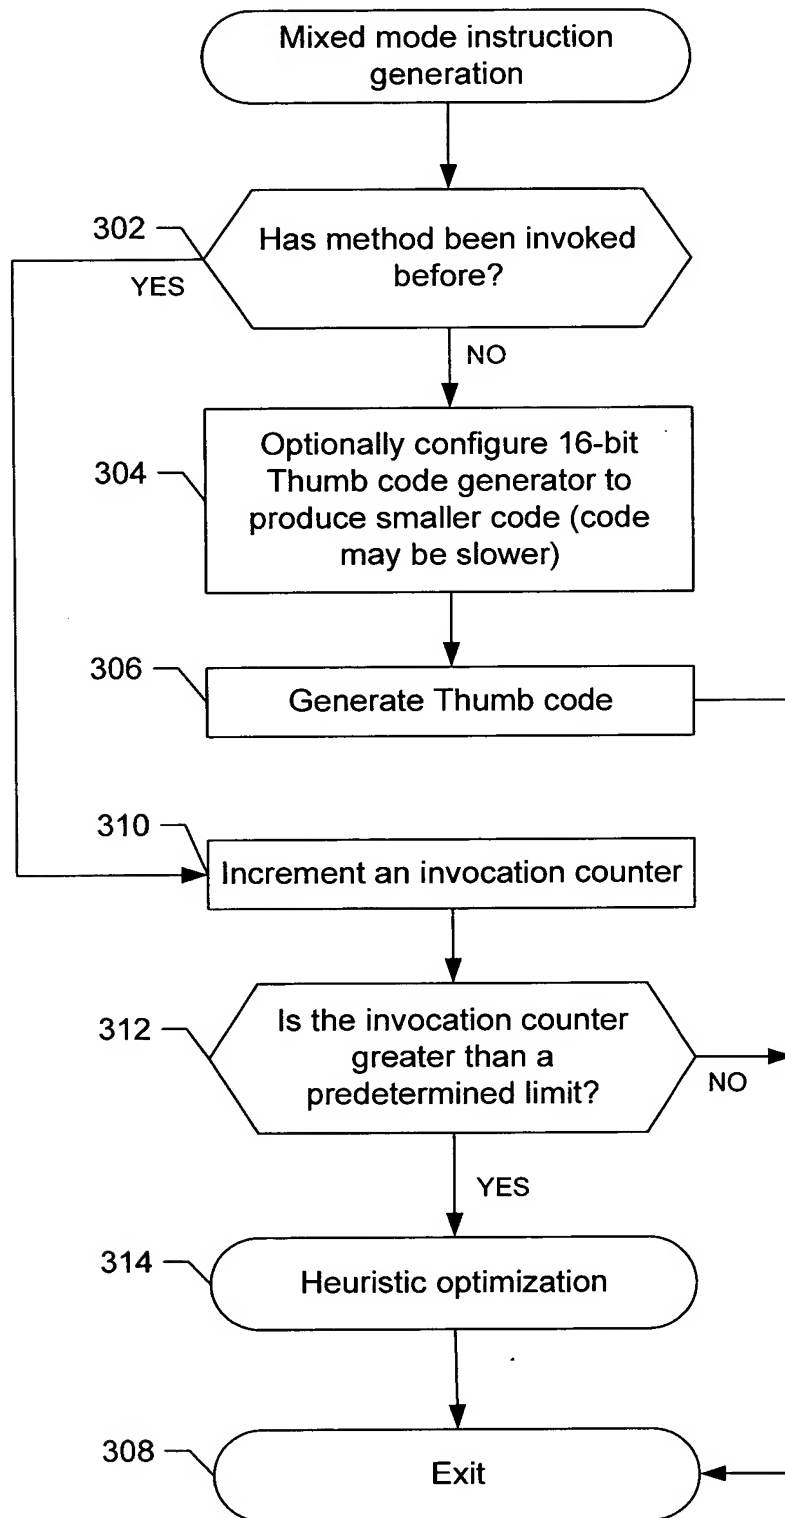 Mixed mode instruction
generation
302
Has method been invoked
before?
YES
NO
304
Optionally configure 16-bit
Thumb code generator to
produce smaller code (code
may be slower)
306
Generate Thumb code
310
Increment an invocation counter
312
Is the invocation counter
greater than a
predetermined limit?
NO
YES
314
Heuristic optimization
308
Exit